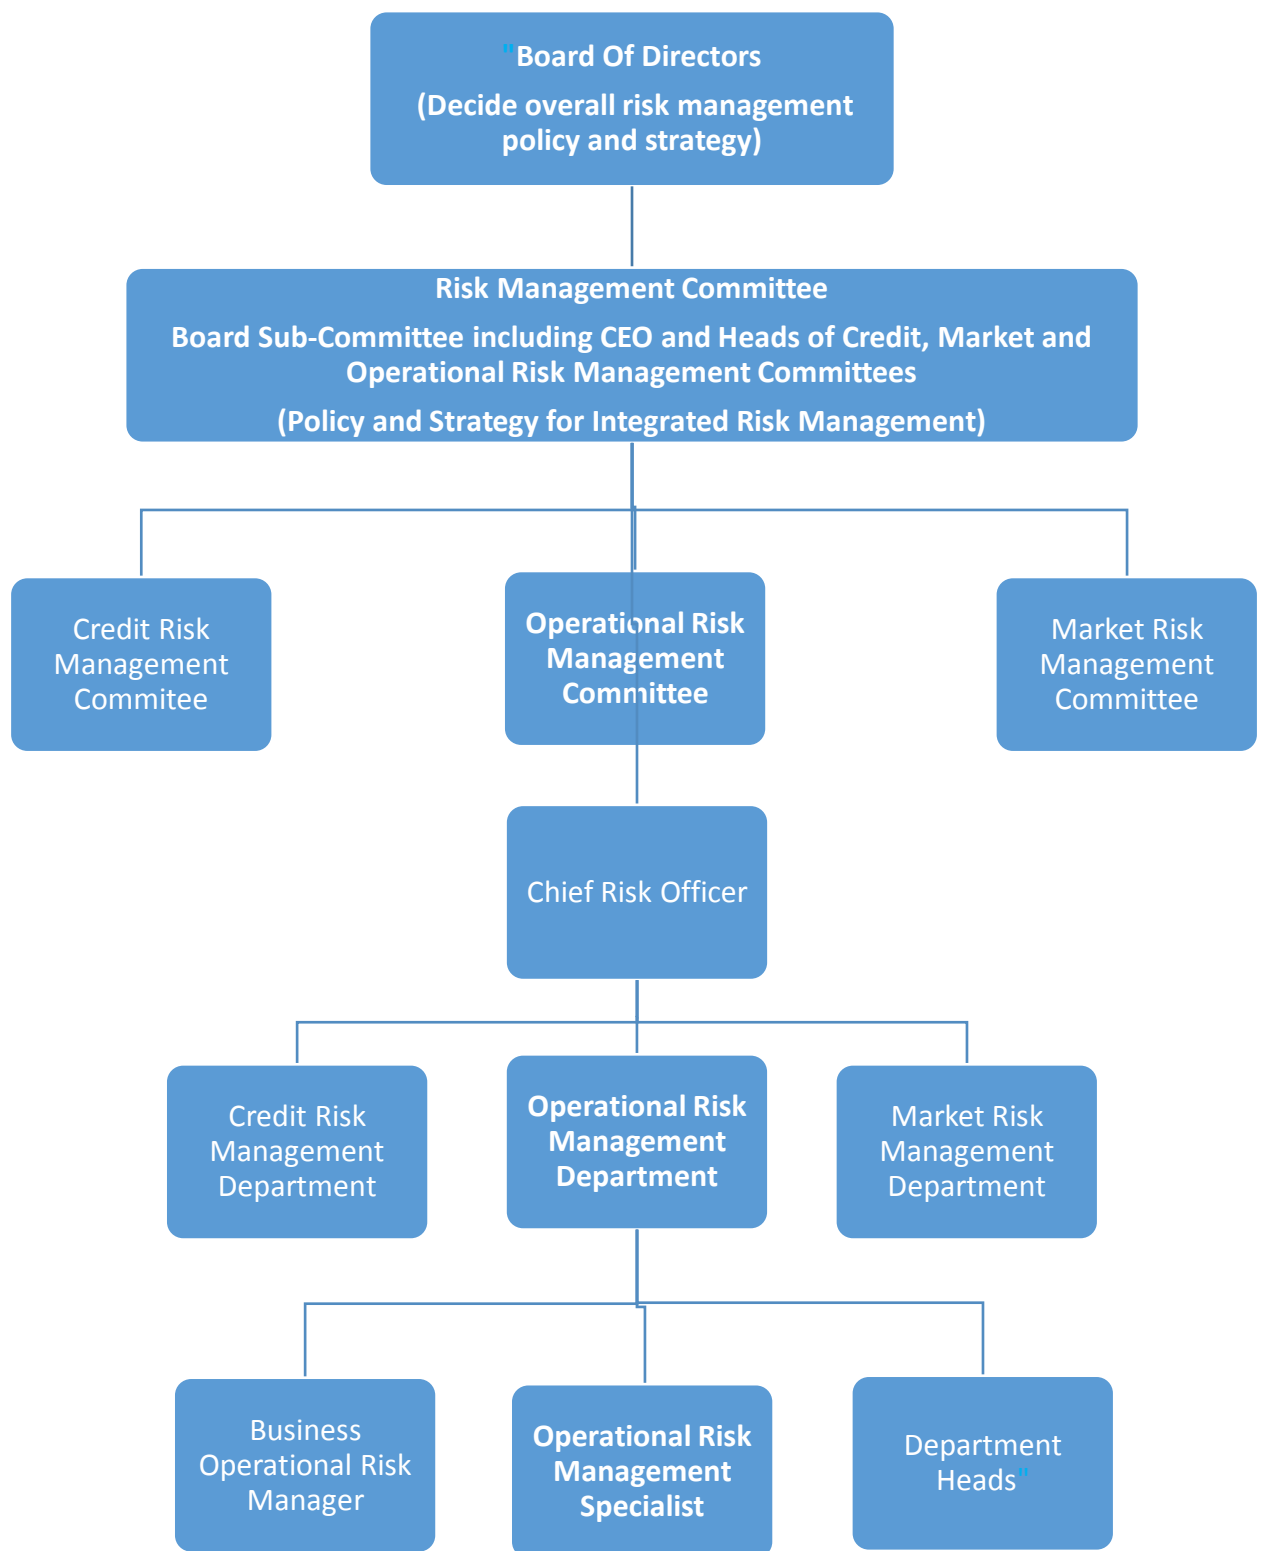 "Board Of Directors
(Decide overall risk management
policy and strategy)
Risk Management Committee
Board Sub-Committee including CEO and Heads of Credit, Market and
Operational Risk Management Committees
(Policy and Strategy for Integrated Risk Management)
Credit Risk
Management
Commitee
Operational Risk
Management
Committee
Market Risk
Management
Committee
Chief Risk Officer
Credit Risk
Management
Department
Operational Risk
Management
Department
Market Risk
Management
Department
Business
Operational Risk
Manager
Operational Risk
Management
Specialist
Department
Heads"